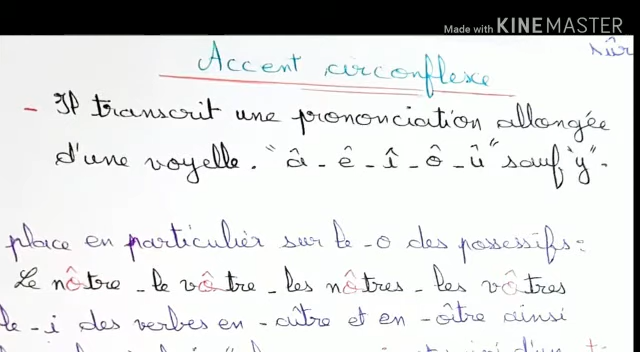 Made with KINEMASTER
sûr
Accent circonflexe
- Il transcrit une prononciation allongée
d'une voyelle. "â - ê - î - ô - û" sauf "y".
place en particulier sur le -o des possessifs:
Le nôtre - le vôtre - les nôtres - les vôtres
le - i des verbes en - aître et en - oître ainsi